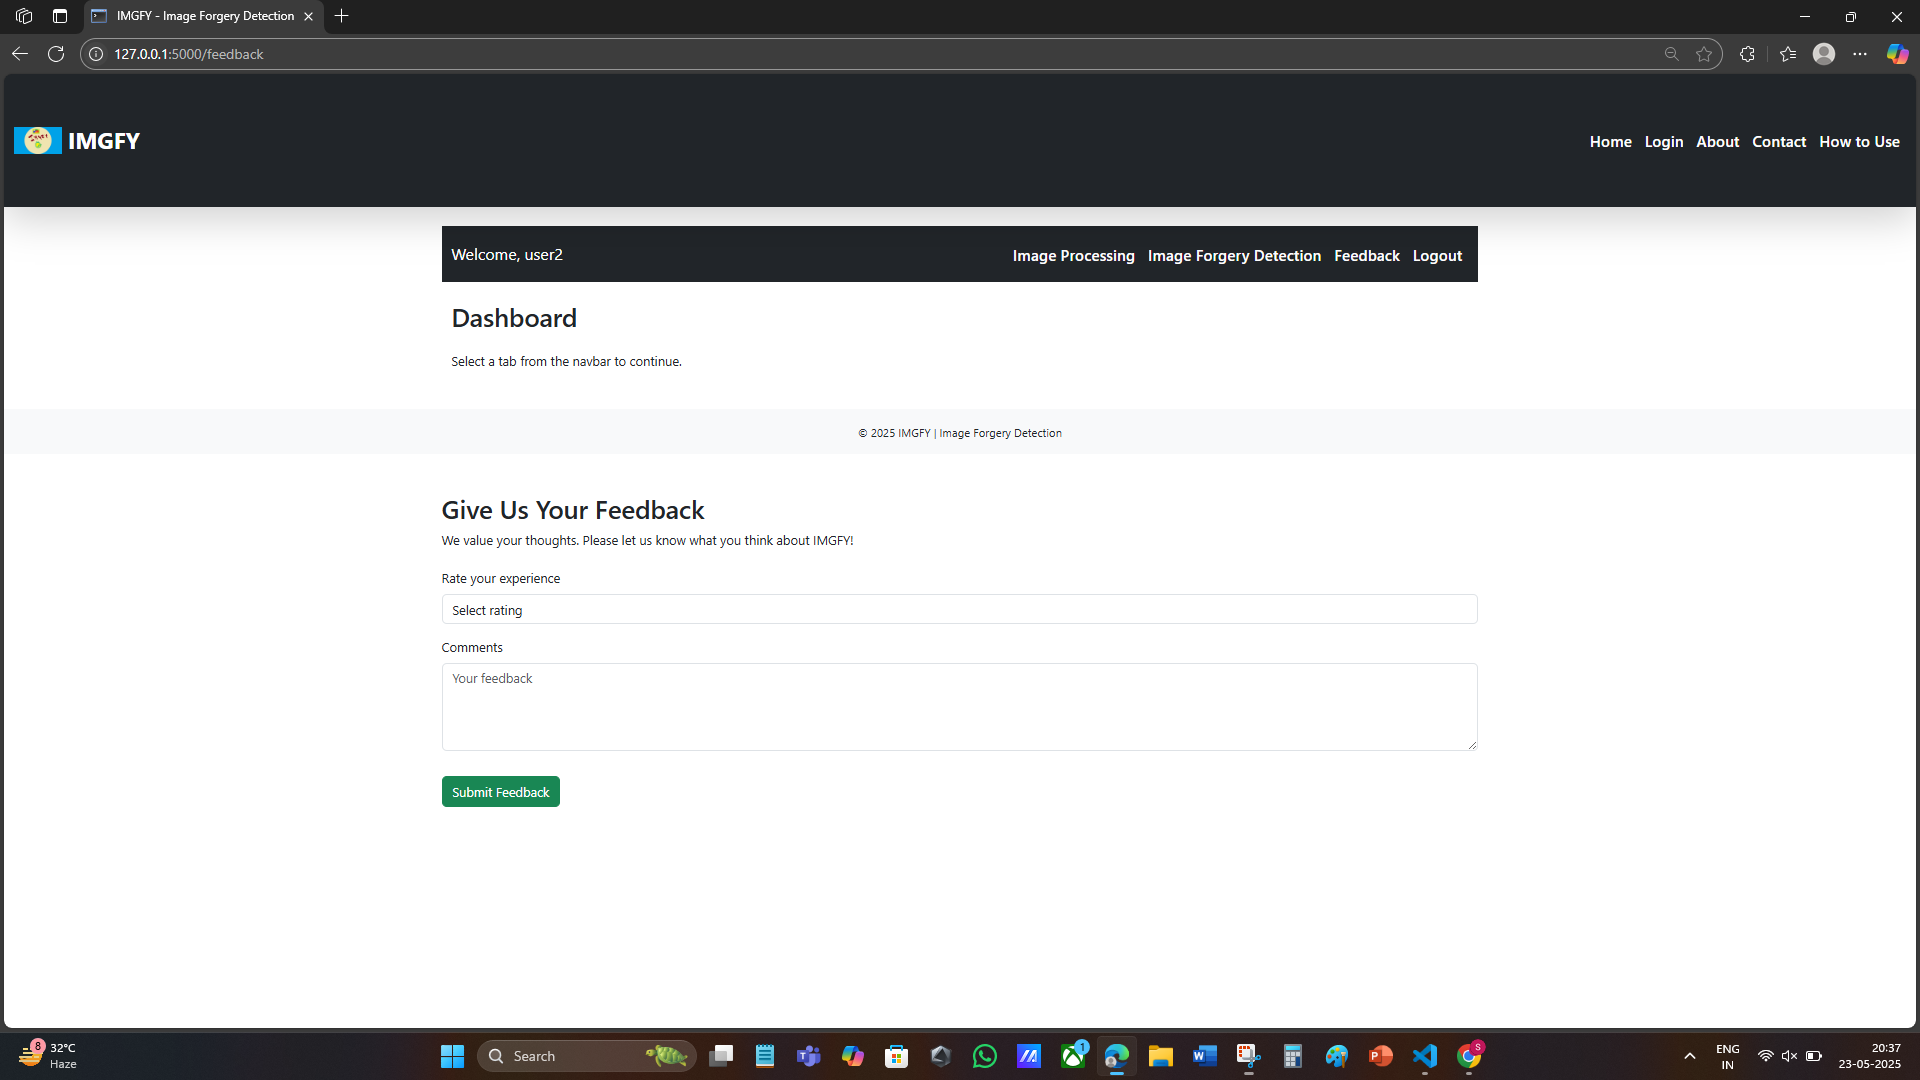 IMGFY - Image Forgery Detection
127.0.0.1:5000/feedback
IMGFY
Home Login About Contact How to Use
Welcome, user2
Image Processing Image Forgery Detection Feedback Logout
Dashboard
Select a tab from the navbar to continue.
© 2025 IMGFY | Image Forgery Detection
Give Us Your Feedback
We value your thoughts. Please let us know what you think about IMGFY!
Rate your experience
Select rating
Comments
Your feedback
Submit Feedback
8
32°C
Haze
Search
1
W
P
S
ENG
IN
20:37
23-05-2025